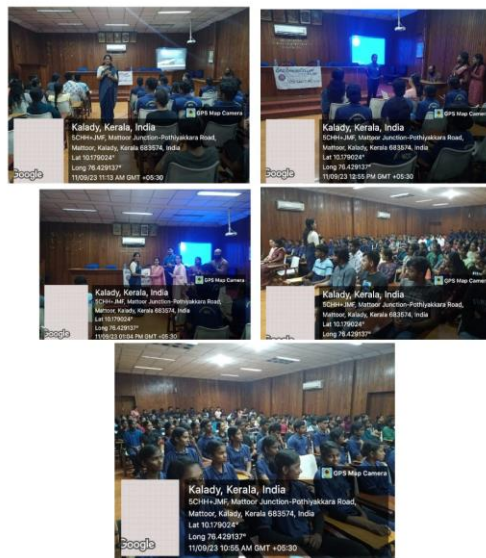 GPS Map Camera
Kalady, Kerala, India
5CHH+JMF, Mattoor Junction-Pothiyakkara Road,
Mattoor, Kalady, Kerala 683574, India
Lat 10.179024°
Long 76.429137°
11/09/23 11:13 AM GMT +05:30
Google
GPS Map Camera
Kalady, Kerala, India
5CHH+JMF, Mattoor Junction-Pothiyakkara Road,
Mattoor, Kalady, Kerala 683574, India
Lat 10.179024°
Long 76.429137°
11/09/23 12:55 PM GMT +05:30
Google
GPS Map Camera
Kalady, Kerala, India
5CHH+JMF, Mattoor Junction-Pothiyakkara Road,
Mattoor, Kalady, Kerala 683574, India
Lat 10.179024°
Long 76.429137°
11/09/23 01:04 PM GMT +05:30
Google
GPS Map Camera
Kalady, Kerala, India
5CHH+JMF, Mattoor Junction-Pothiyakkara Road,
Mattoor, Kalady, Kerala 683574, India
Lat 10.179024°
Long 76.429137°
Google
GPS Map Camera
Kalady, Kerala, India
5CHH+JMF, Mattoor Junction-Pothiyakkara Road,
Mattoor, Kalady, Kerala 683574, India
Lat 10.179024°
Long 76.429137°
11/09/23 10:55 AM GMT +05:30
Google